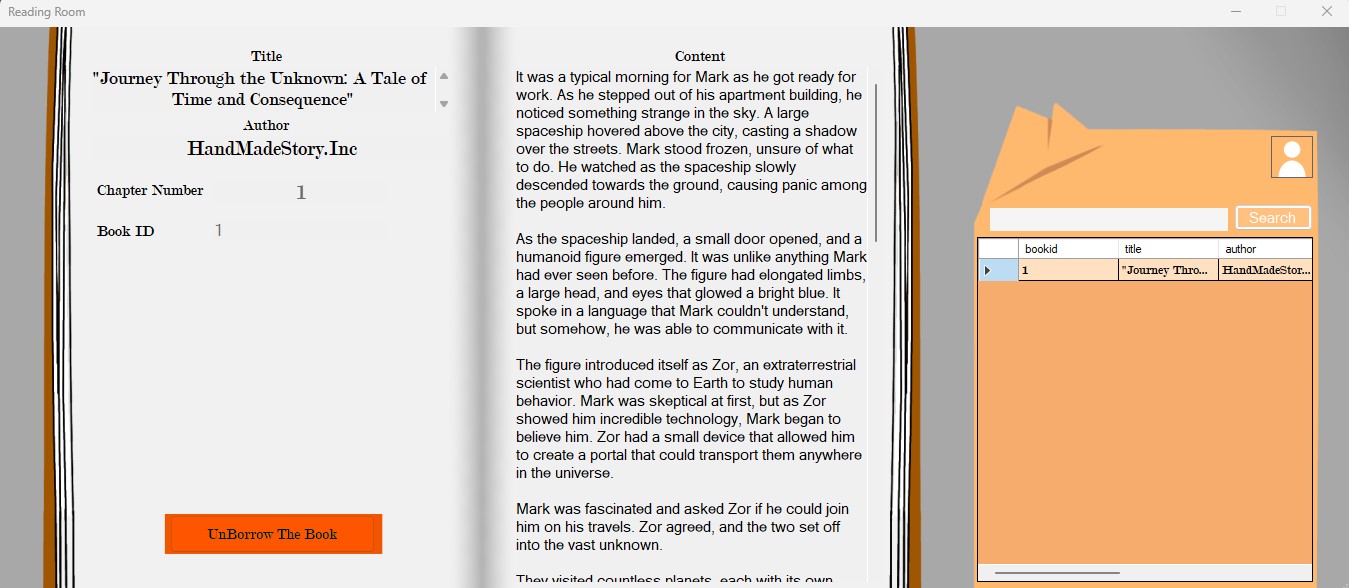 Reading Room
Title
"Journey Through the Unknown: A Tale of
Time and Consequence"
Author
HandMadeStory.Inc
Chapter Number 1
Book ID 1
UnBorrow The Book
Content
It was a typical morning for Mark as he got ready for
work. As he stepped out of his apartment building, he
noticed something strange in the sky. A large
spaceship hovered above the city, casting a shadow
over the streets. Mark stood frozen, unsure of what
to do. He watched as the spaceship slowly
descended towards the ground, causing panic among
the people around him.
As the spaceship landed, a small door opened, and a
humanoid figure emerged. It was unlike anything Mark
had ever seen before. The figure had elongated limbs,
a large head, and eyes that glowed a bright blue. It
spoke in a language that Mark couldn't understand,
but somehow, he was able to communicate with it.
The figure introduced itself as Zor, an extraterrestrial
scientist who had come to Earth to study human
behavior. Mark was skeptical at first, but as Zor
showed him incredible technology, Mark began to
believe him. Zor had a small device that allowed him
to create a portal that could transport them anywhere
in the universe.
Mark was fascinated and asked Zor if he could join
him on his travels. Zor agreed, and the two set off
into the vast unknown.
They visited countless planets, each with its own
Search
bookid title author
1 "Journey Thro... HandMadeStor...